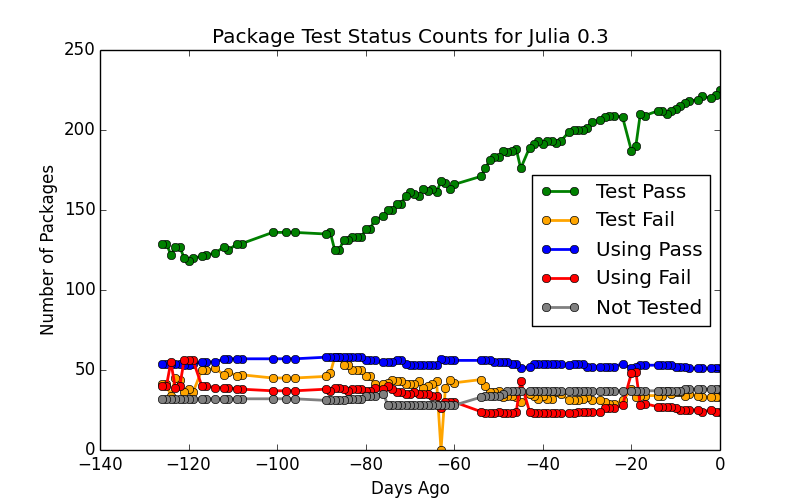 Package Test Status Counts for Julia 0.3
250
200
150
100
50
0
Number of Packages
Test Pass
Test Fail
Using Pass
Using Fail
Not Tested
−140 −120 −100 −80 −60 −40 −20 0
Days Ago